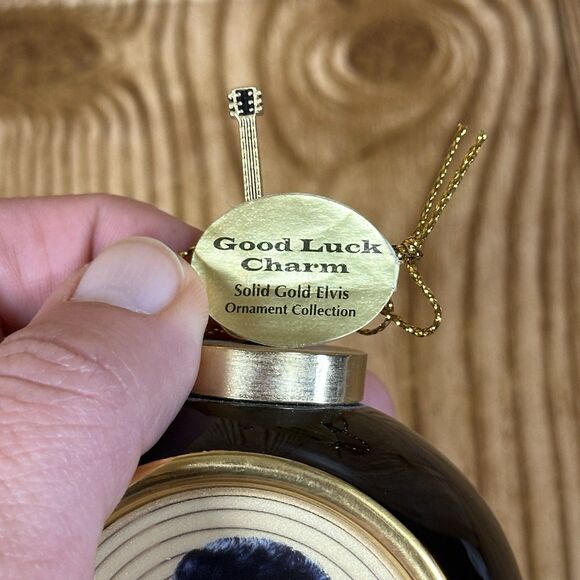 Good Luck
Charm
Solid Gold Elvis
Ornament Collection